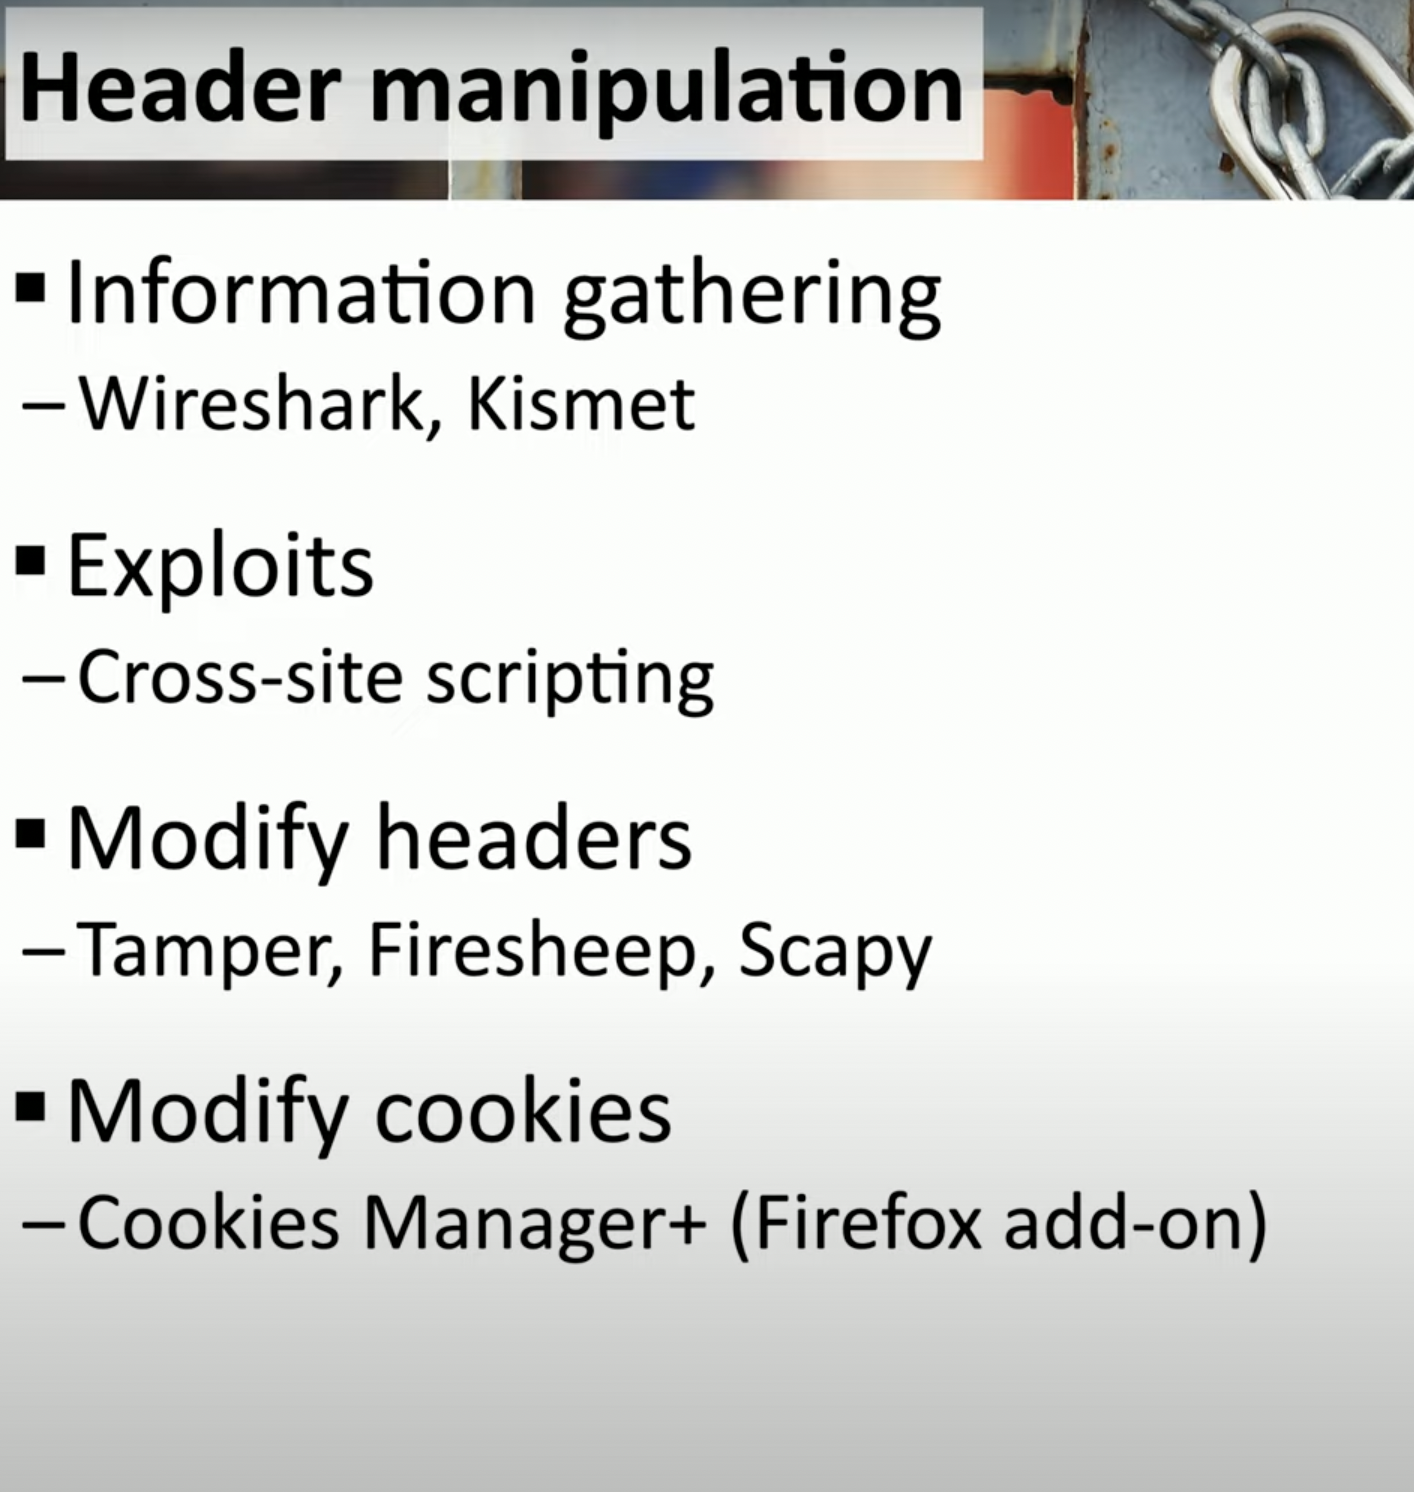 Header manipulation
▪ Information gathering
– Wireshark, Kismet
▪ Exploits
– Cross-site scripting
▪ Modify headers
– Tamper, Firesheep, Scapy
▪ Modify cookies
– Cookies Manager+ (Firefox add-on)